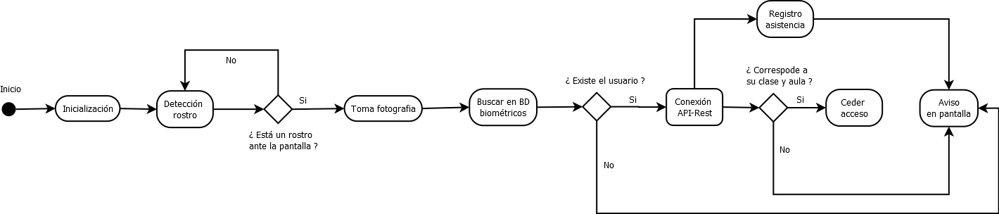 Inicio
Inicialización
Detección
rostro
No
Si
¿ Está un rostro
ante la pantalla ?
Toma fotografia
Buscar en BD
biométricos
¿ Existe el usuario ?
Si
No
Conexión
API-Rest
Registro
asistencia
¿ Correspode a
su clase y aula ?
Si
No
Ceder
acceso
Aviso
en pantalla